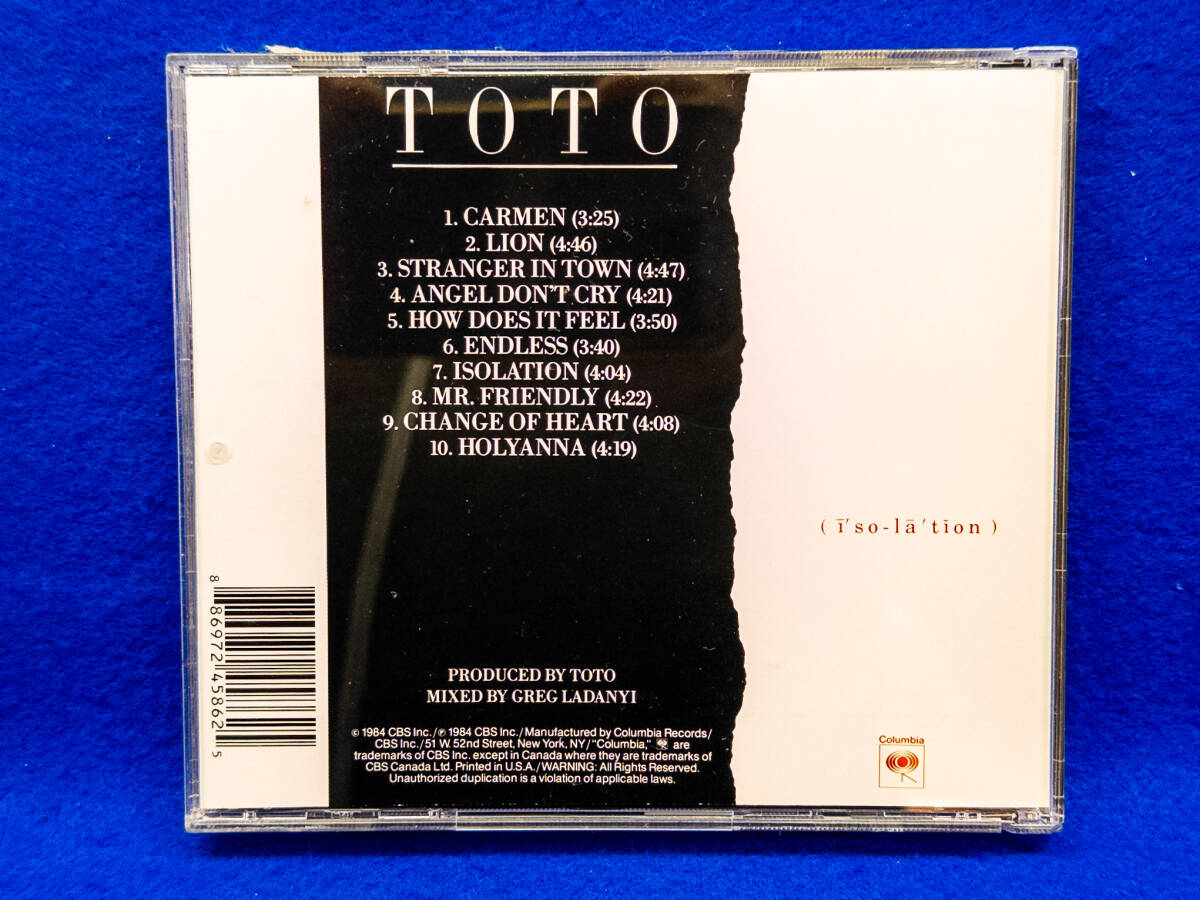 TOTO
1. CARMEN (3:25)
2. LION (4:46)
3. STRANGER IN TOWN (4:47)
4. ANGEL DON'T CRY (4:21)
5. HOW DOES IT FEEL (3:50)
6. ENDLESS (3:40)
7. ISOLATION (4:04)
8. MR. FRIENDLY (4:22)
9. CHANGE OF HEART (4:08)
10. HOLYANNA (4:19)
(ī′so-lā′tion)
8 86972 45862 5
PRODUCED BY TOTO
MIXED BY GREG LADANYI
© 1984 CBS Inc./℗ 1984 CBS Inc./Manufactured by Columbia Records/
CBS Inc./51 W. 52nd Street, New York, NY/"Columbia," are
trademarks of CBS Inc. except in Canada where they are trademarks of
CBS Canada Ltd. Printed in U.S.A./WARNING: All Rights Reserved.
Unauthorized duplication is a violation of applicable laws.
Columbia